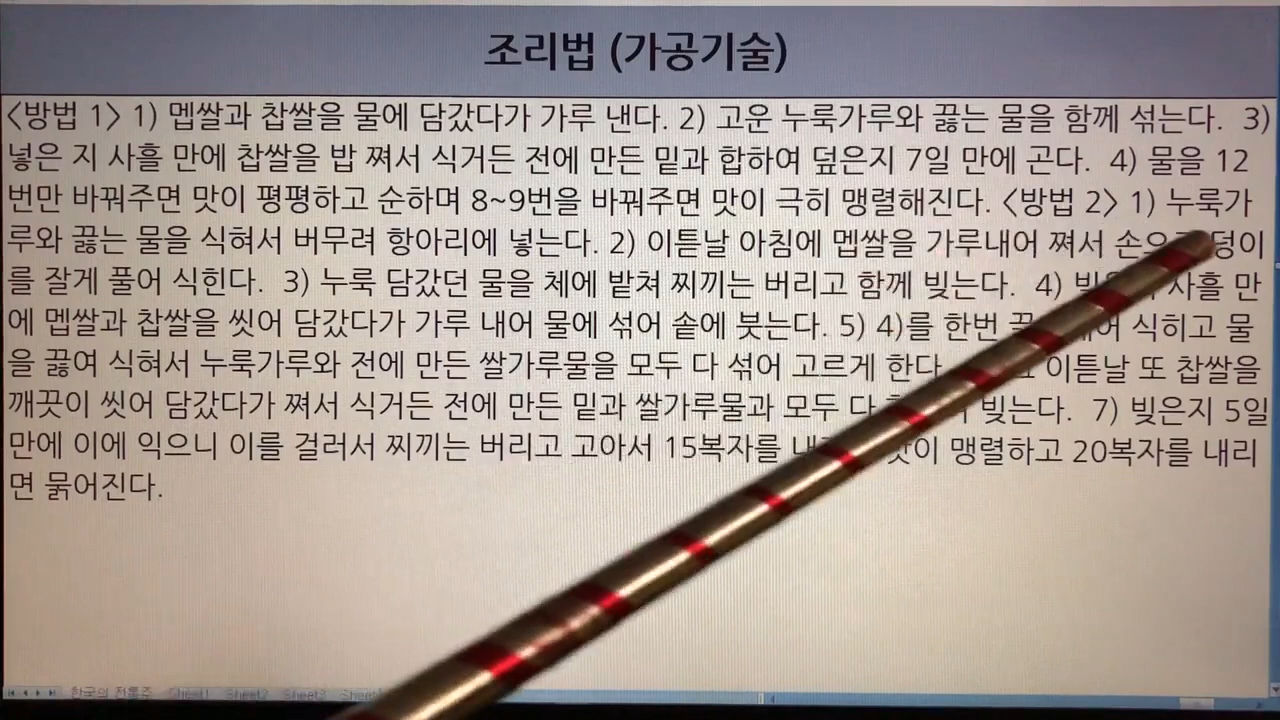 조리법 (가공기술)
<방법 1> 1) 멥쌀과 찹쌀을 물에 담갔다가 가루 낸다. 2) 고운 누룩가루와 끓는 물을 함께 섞는다. 3)
넣은 지 사흘 만에 찹쌀을 밥 쪄서 식거든 전에 만든 밑과 합하여 덮은지 7일 만에 곤다. 4) 물을 12
번만 바꿔주면 맛이 평평하고 순하며 8~9번을 바꿔주면 맛이 극히 맹렬해진다. <방법 2> 1) 누룩가
루와 끓는 물을 식혀서 버무려 항아리에 넣는다. 2) 이튿날 아침에 멥쌀을 가루내어 쪄서 덩이
를 잘게 풀어 식힌다. 3) 누룩 담갔던 물을 체에 밭쳐 찌끼는 버리고 함께 빚는다. 4) 사흘 만
에 멥쌀과 찹쌀을 씻어 담갔다가 가루 내어 물에 섞어 솥에 붓는다. 5) 4)를 한번 식히고 물
을 끓여 식혀서 누룩가루와 전에 만든 쌀가루물을 모두 다 섞어 고르게 한다 이튿날 또 찹쌀을
깨끗이 씻어 담갔다가 쪄서 식거든 전에 만든 밑과 쌀가루물과 모두 다 빚는다. 7) 빚은지 5일
만에 이에 익으니 이를 걸러서 찌끼는 버리고 고아서 15복자를 맛이 맹렬하고 20복자를 내리
면 묽어진다.
한국의 전통주 Sheet1 Sheet2 Sheet3